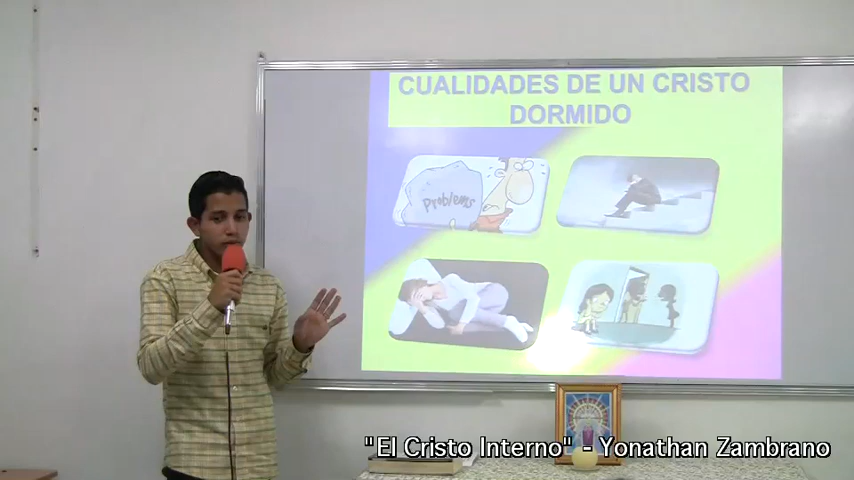 CUALIDADES DE UN CRISTO
DORMIDO
Problems
"El Cristo Interno" - Yonathan Zambrano